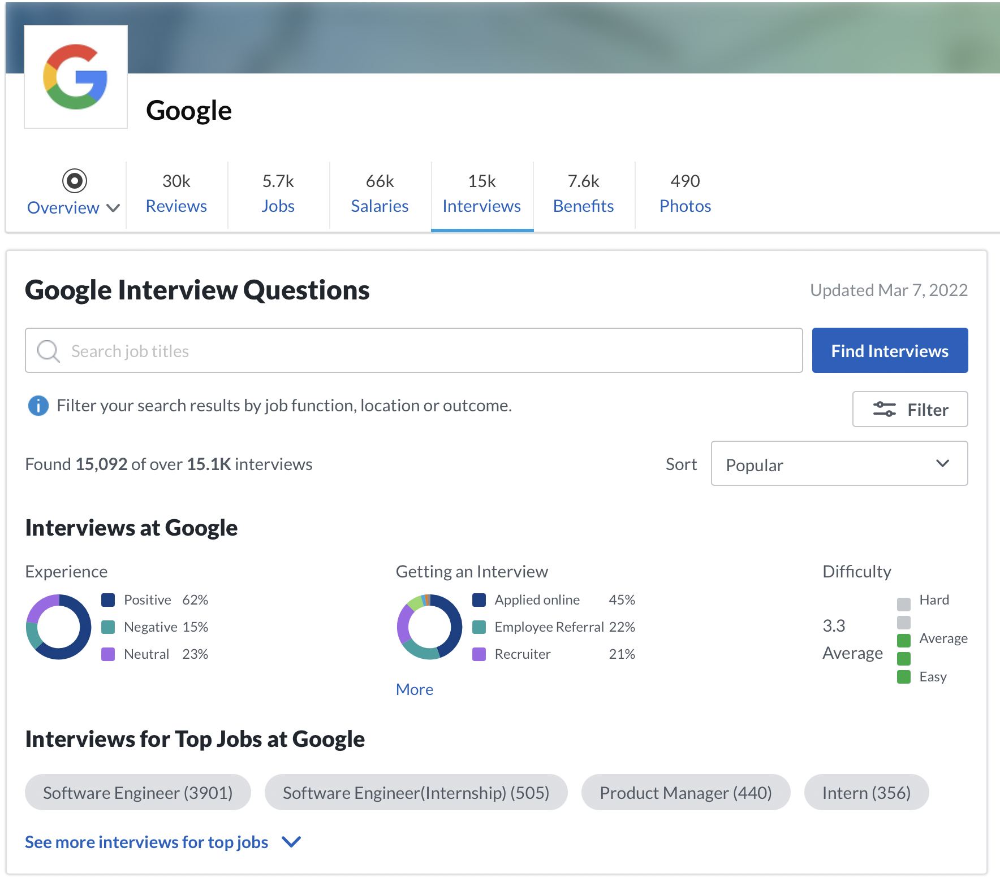 Google
30k
5.7k
66k
15k
7.6k
490
Overview
Reviews
Jobs
Salaries
Interviews
Benefits
Photos
Google Interview Questions
Updated Mar 7, 2022
Search job titles
Find Interviews
Filter your search results by job function, location or outcome.
Filter
Found 15,092 of over 15.1K interviews
Sort
Popular
Interviews at Google
Experience
Positive 62%
Negative 15%
Neutral 23%
Getting an Interview
Applied online 45%
Employee Referral 22%
Recruiter 21%
More
Difficulty
3.3
Average
Hard
Average
Easy
Interviews for Top Jobs at Google
Software Engineer (3901)
Software Engineer(Internship) (505)
Product Manager (440)
Intern (356)
See more interviews for top jobs